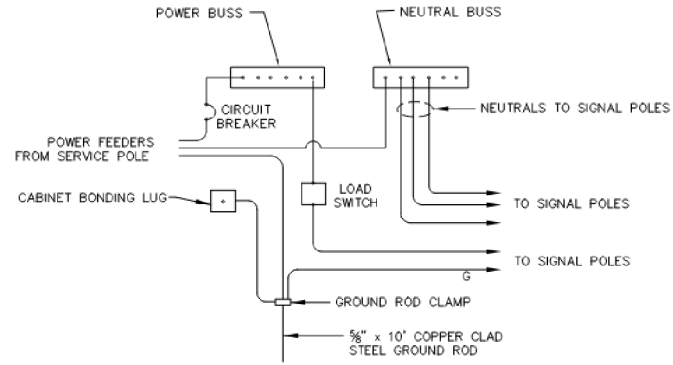 POWER BUSS
NEUTRAL BUSS
CIRCUIT
BREAKER
NEUTRALS TO SIGNAL POLES
POWER FEEDERS
FROM SERVICE POLE
CABINET BONDING LUG
LOAD
SWITCH
TO SIGNAL POLES
TO SIGNAL POLES
G
GROUND ROD CLAMP
⅝" x 10' COPPER CLAD
STEEL GROUND ROD